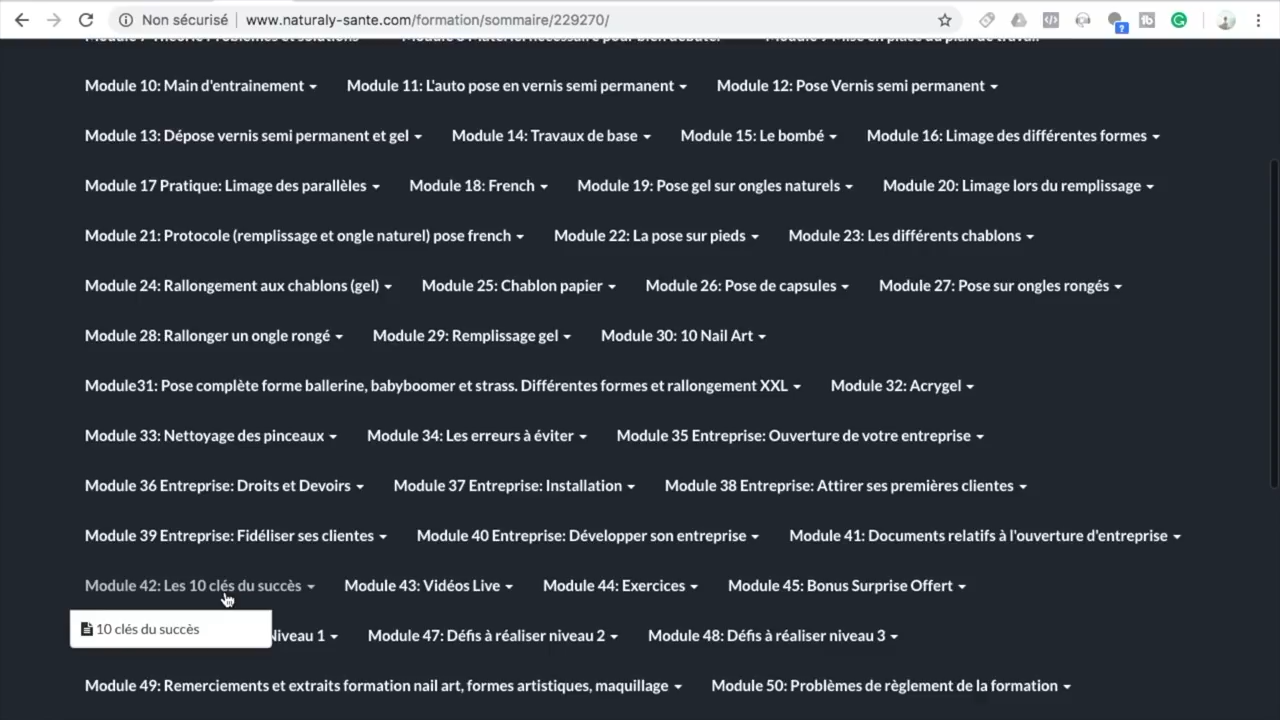 Non sécurisé www.naturaly-sante.com/formation/sommaire/229270/
Module 10: Main d'entrainement Module 11: L'auto pose en vernis semi permanent Module 12: Pose Vernis semi permanent
Module 13: Dépose vernis semi permanent et gel Module 14: Travaux de base Module 15: Le bombé Module 16: Limage des différentes formes
Module 17 Pratique: Limage des parallèles Module 18: French Module 19: Pose gel sur ongles naturels Module 20: Limage lors du remplissage
Module 21: Protocole (remplissage et ongle naturel) pose french Module 22: La pose sur pieds Module 23: Les différents chablons
Module 24: Rallongement aux chablons (gel) Module 25: Chablon papier Module 26: Pose de capsules Module 27: Pose sur ongles rongés
Module 28: Rallonger un ongle rongé Module 29: Remplissage gel Module 30: 10 Nail Art
Module31: Pose complète forme ballerine, babyboomer et strass. Différentes formes et rallongement XXL Module 32: Acrygel
Module 33: Nettoyage des pinceaux Module 34: Les erreurs à éviter Module 35 Entreprise: Ouverture de votre entreprise
Module 36 Entreprise: Droits et Devoirs Module 37 Entreprise: Installation Module 38 Entreprise: Attirer ses premières clientes
Module 39 Entreprise: Fidéliser ses clientes Module 40 Entreprise: Développer son entreprise Module 41: Documents relatifs à l'ouverture d'entreprise
Module 42: Les 10 clés du succès Module 43: Vidéos Live Module 44: Exercices Module 45: Bonus Surprise Offert
10 clés du succès
Niveau 1 Module 47: Défis à réaliser niveau 2 Module 48: Défis à réaliser niveau 3
Module 49: Remerciements et extraits formation nail art, formes artistiques, maquillage Module 50: Problèmes de règlement de la formation